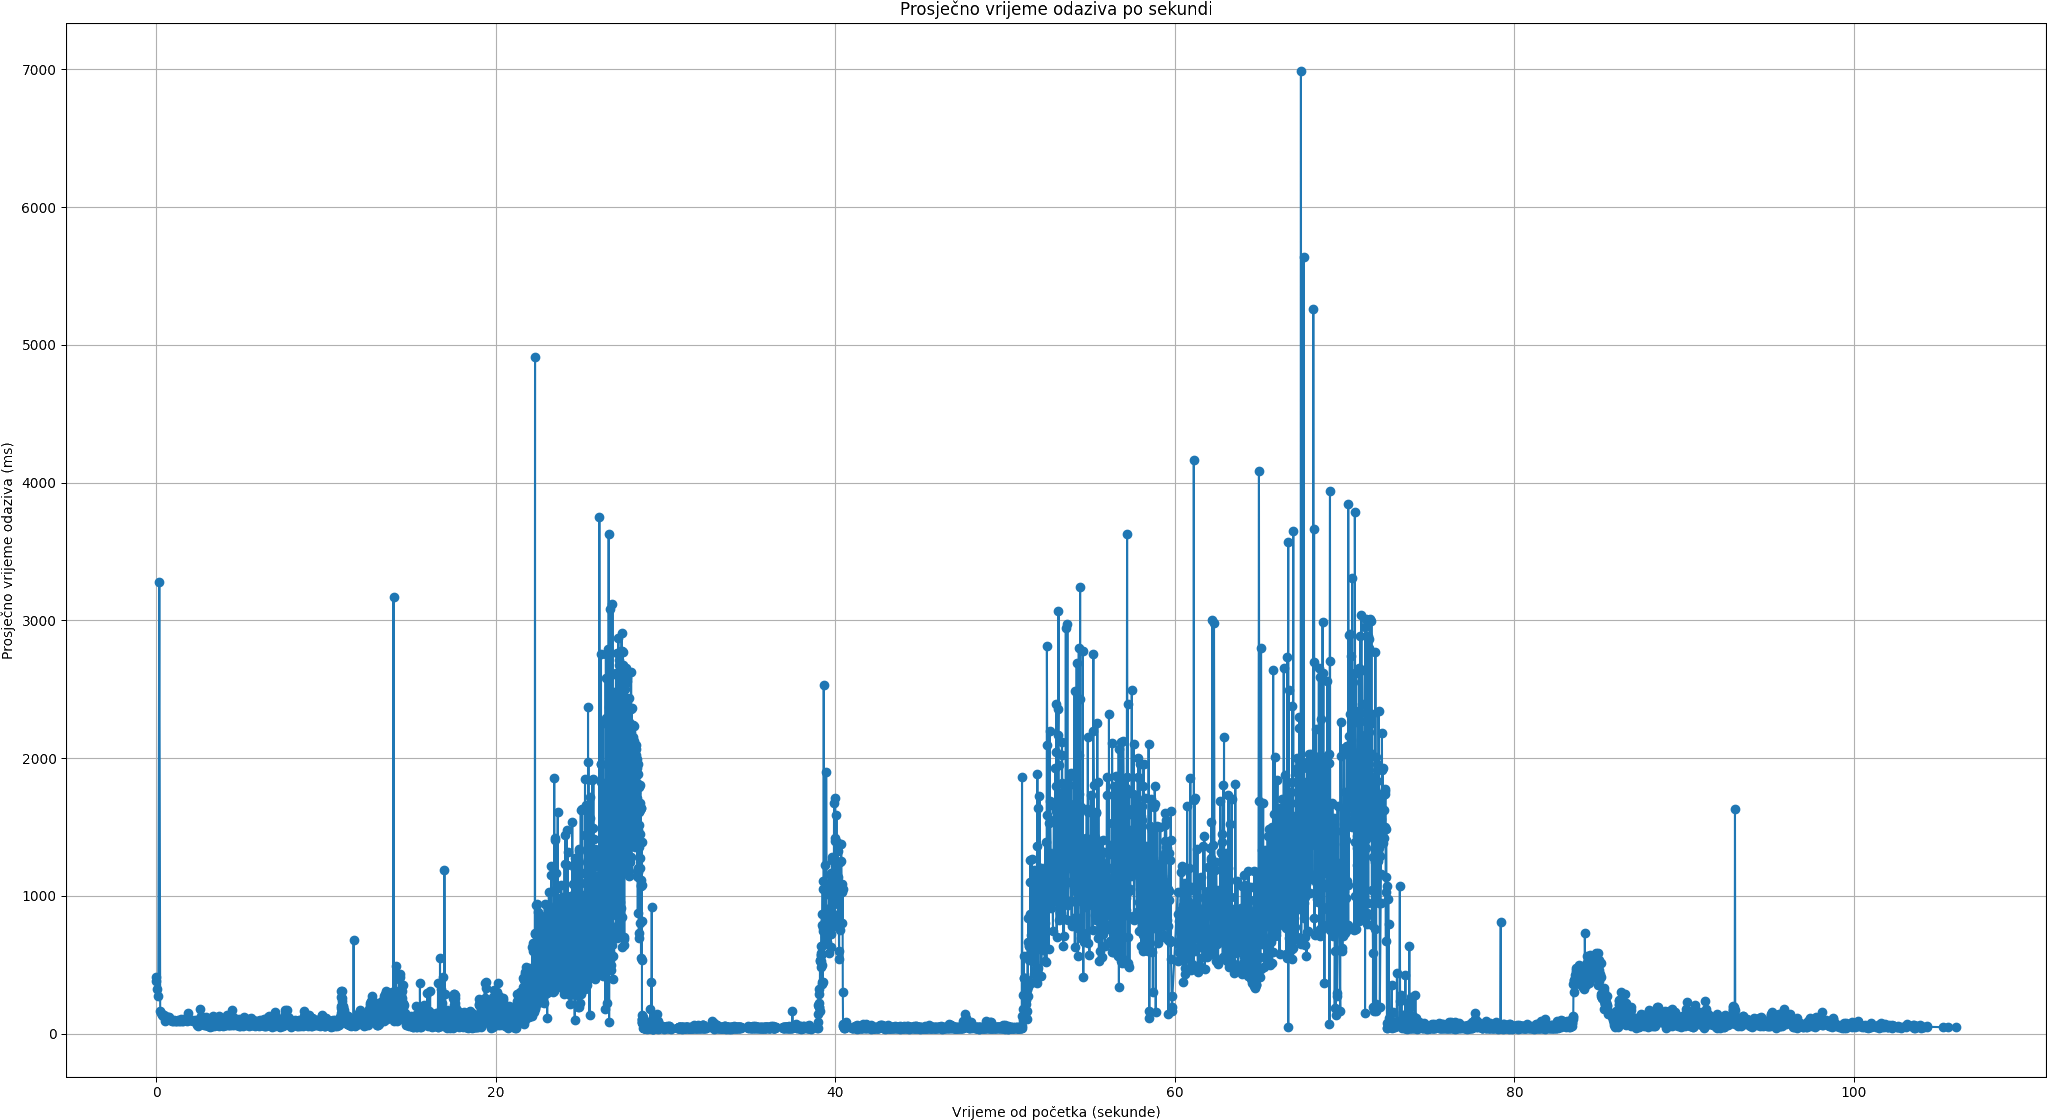 Prosječno vrijeme odaziva po sekundi
Prosječno vrijeme odaziva (ms)
7000
6000
5000
4000
3000
2000
1000
0
0 20 40 60 80 100
Vrijeme od početka (sekunde)